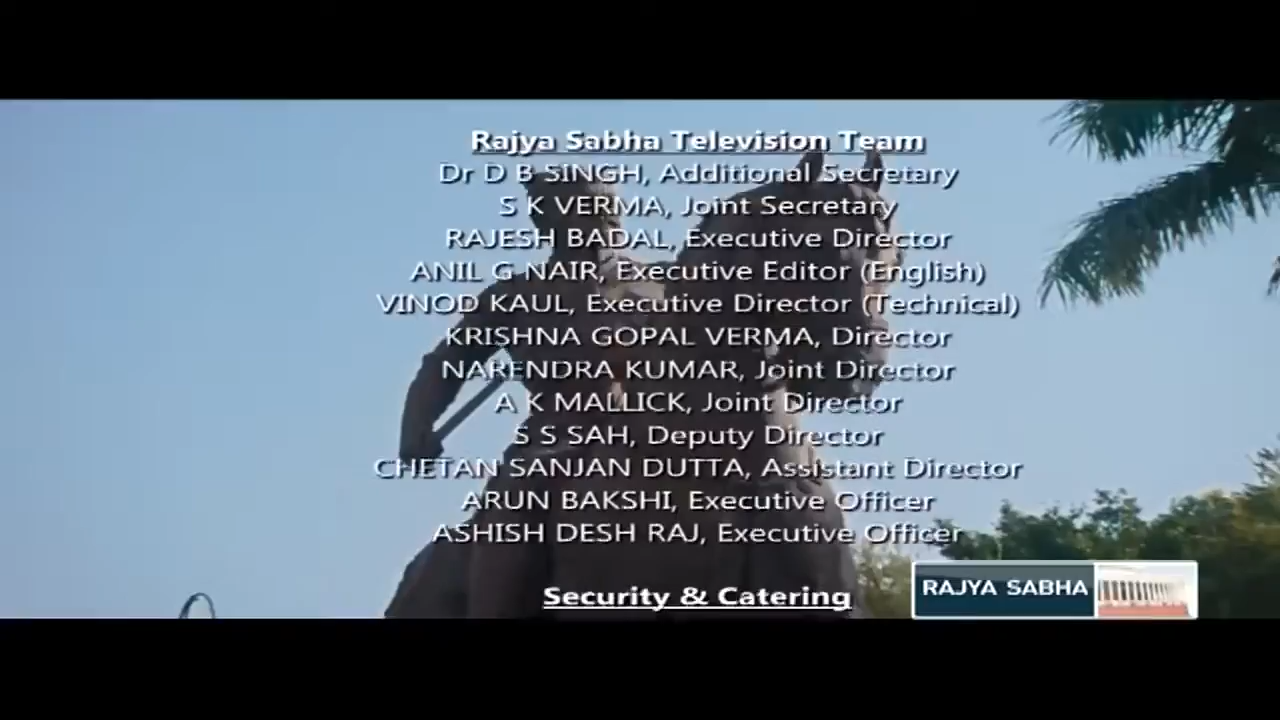 Rajya Sabha Television Team
Dr D B SINGH, Additional Secretary
S K VERMA, Joint Secretary
RAJESH BADAL, Executive Director
ANIL G NAIR, Executive Editor (English)
VINOD KAUL, Executive Director (Technical)
KRISHNA GOPAL VERMA, Director
NARENDRA KUMAR, Joint Director
A K MALLICK, Joint Director
S S SAH, Deputy Director
CHETAN SANJAN DUTTA, Assistant Director
ARUN BAKSHI, Executive Officer
ASHISH DESH RAJ, Executive Officer
Security & Catering
RAJYA SABHA